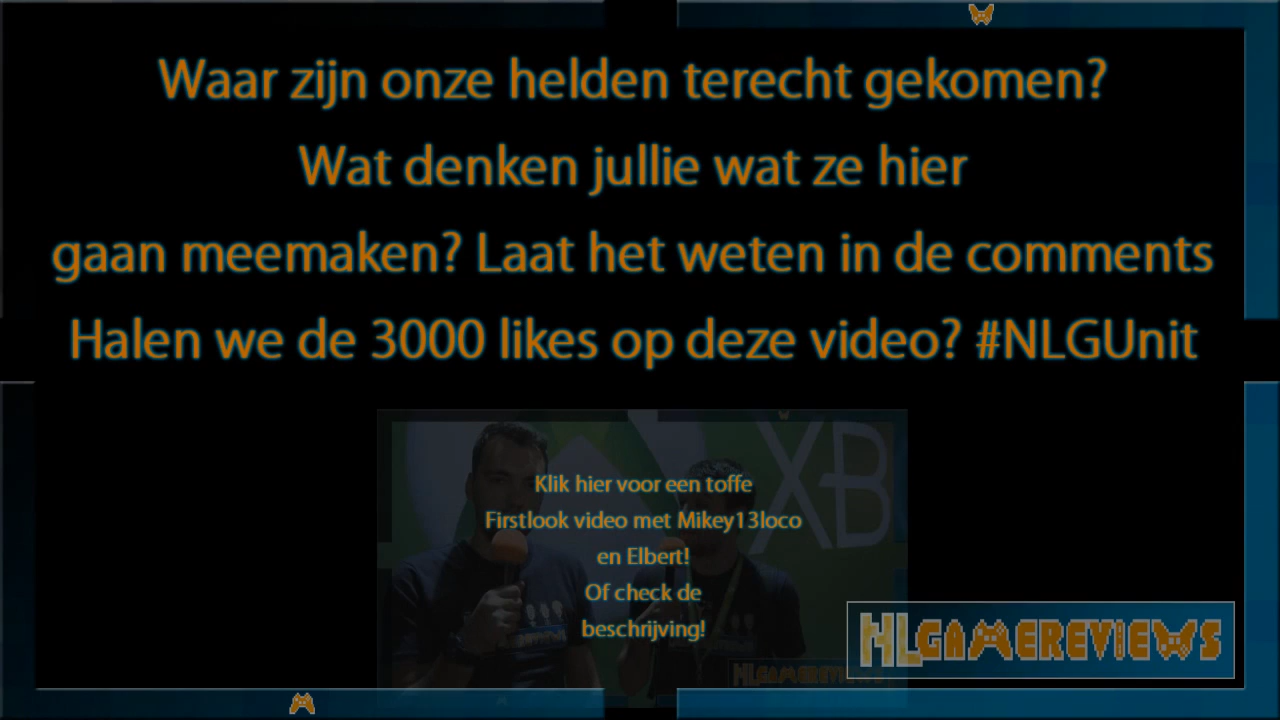 Waar zijn onze helden terecht gekomen?
Wat denken jullie wat ze hier
gaan meemaken? Laat het weten in de comments
Halen we de 3000 likes op deze video? #NLGUnit
XB
Klik hier voor een toffe
Firstlook video met Mikey13loco
en Elbert!
Of check de
beschrijving!
NLGAMEREVIEWS
NLGAMEREVIEWS